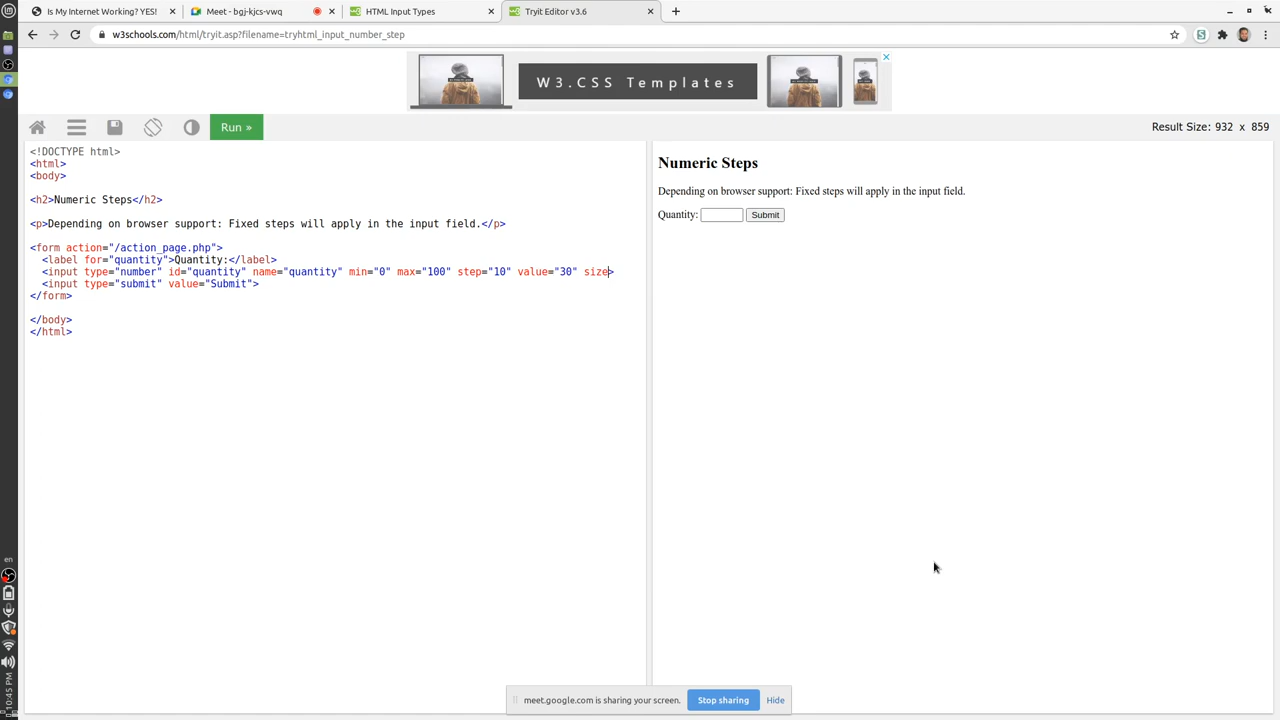 Is My Internet Working? YES!
Meet - bgj-kjcs-vwq
HTML Input Types
Tryit Editor v3.6
w3schools.com/html/tryit.asp?filename=tryhtml_input_number_step
W3.CSS Templates
Run »
Result Size: 932 x 859
<!DOCTYPE html>
<html>
<body>
<h2>Numeric Steps</h2>
<p>Depending on browser support: Fixed steps will apply in the input field.</p>
<form action="/action_page.php">
<label for="quantity">Quantity:</label>
<input type="number" id="quantity" name="quantity" min="0" max="100" step="10" value="30" size>
<input type="submit" value="Submit">
</form>
</body>
</html>
Numeric Steps
Depending on browser support: Fixed steps will apply in the input field.
Quantity: Submit
en
10:45 PM
meet.google.com is sharing your screen. Stop sharing Hide